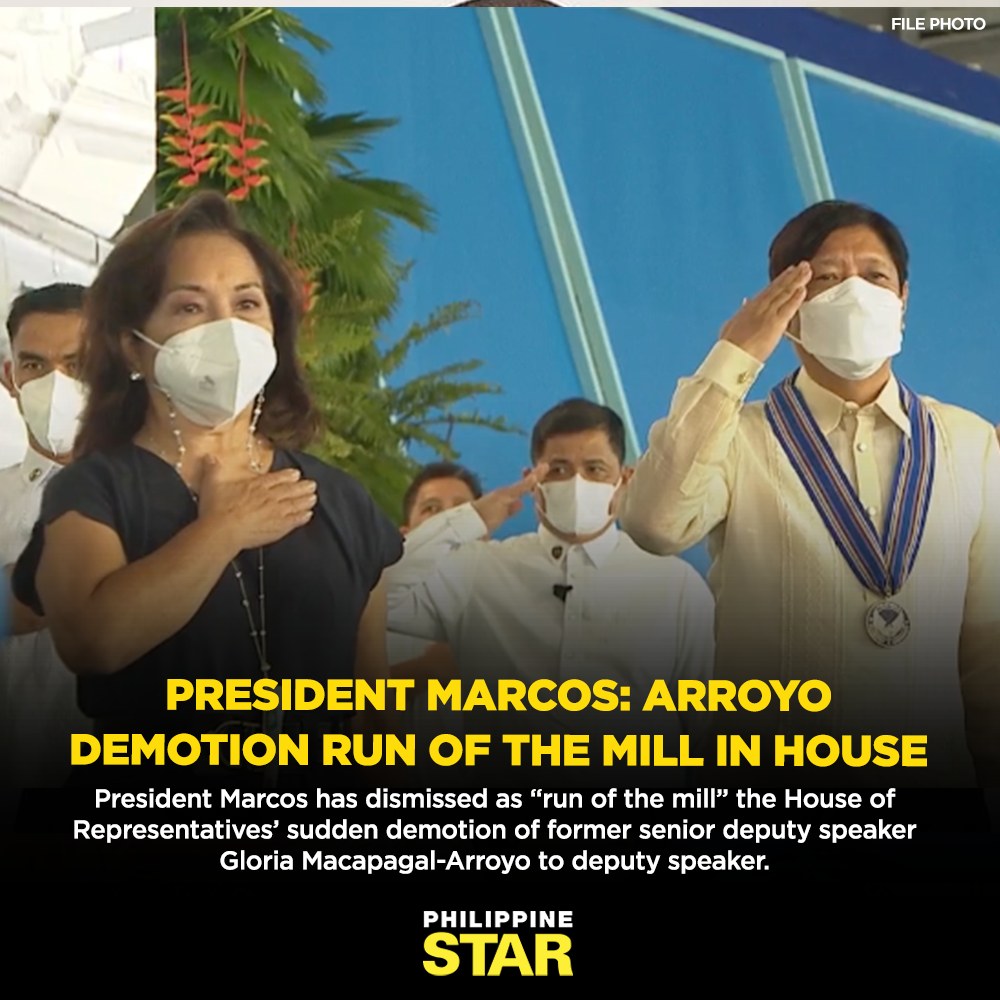 FILE PHOTO
PRESIDENT MARCOS: ARROYO
DEMOTION RUN OF THE MILL IN HOUSE
President Marcos has dismissed as “run of the mill” the House of
Representatives’ sudden demotion of former senior deputy speaker
Gloria Macapagal-Arroyo to deputy speaker.
PHILIPPINE
STAR